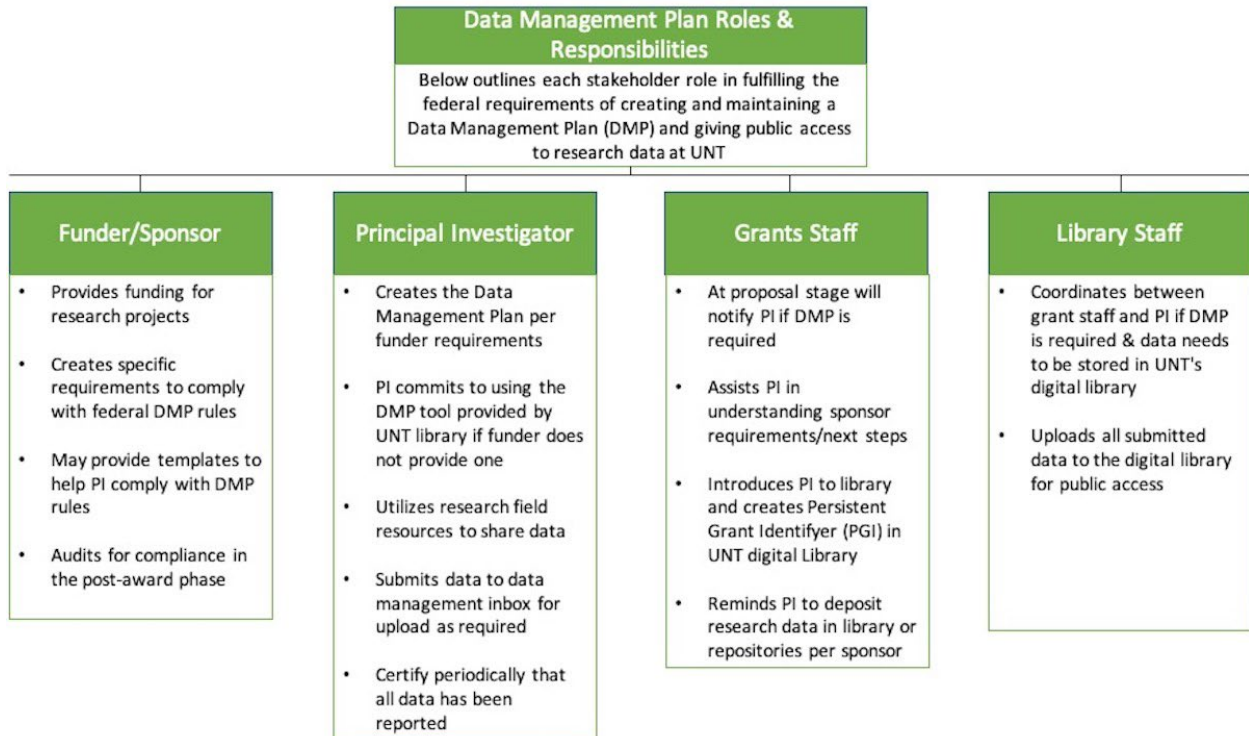 Data Management Plan Roles &
Responsibilities
Below outlines each stakeholder role in fulfilling the
federal requirements of creating and maintaining a
Data Management Plan (DMP) and giving public access
to research data at UNT
Funder/Sponsor
• Provides funding for
research projects
• Creates specific
requirements to comply
with federal DMP rules
• May provide templates to
help PI comply with DMP
rules
• Audits for compliance in
the post-award phase
Principal Investigator
• Creates the Data
Management Plan per
funder requirements
• PI commits to using the
DMP tool provided by
UNT library if funder does
not provide one
• Utilizes research field
resources to share data
• Submits data to data
management inbox for
upload as required
• Certify periodically that
all data has been
reported
Grants Staff
• At proposal stage will
notify PI if DMP is
required
• Assists PI in
understanding sponsor
requirements/next steps
• Introduces PI to library
and creates Persistent
Grant Identifyer (PGI) in
UNT digital Library
• Reminds PI to deposit
research data in library or
repositories per sponsor
Library Staff
• Coordinates between
grant staff and PI if DMP
is required & data needs
to be stored in UNT's
digital library
• Uploads all submitted
data to the digital library
for public access